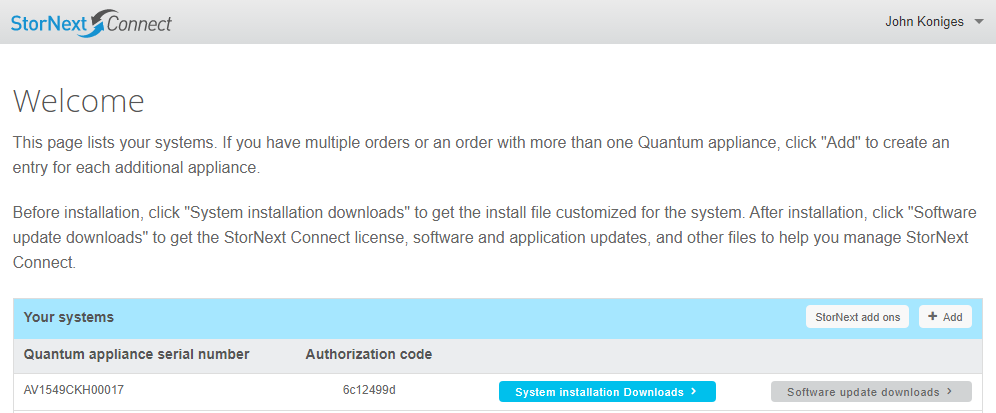 StorNext Connect
John Koniges
Welcome
This page lists your systems. If you have multiple orders or an order with more than one Quantum appliance, click "Add" to create an
entry for each additional appliance.
Before installation, click "System installation downloads" to get the install file customized for the system. After installation, click "Software
update downloads" to get the StorNext Connect license, software and application updates, and other files to help you manage StorNext
Connect.
Your systems
StorNext add ons
+ Add
Quantum appliance serial number Authorization code
AV1549CKH00017 6c12499d System installation Downloads > Software update downloads >